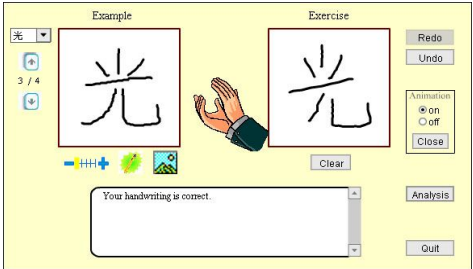 Example
Exercise
光
3 / 4
光
光
Redo
Undo
Animation
on
off
Close
Clear
Your handwriting is correct.
Analysis
Quit